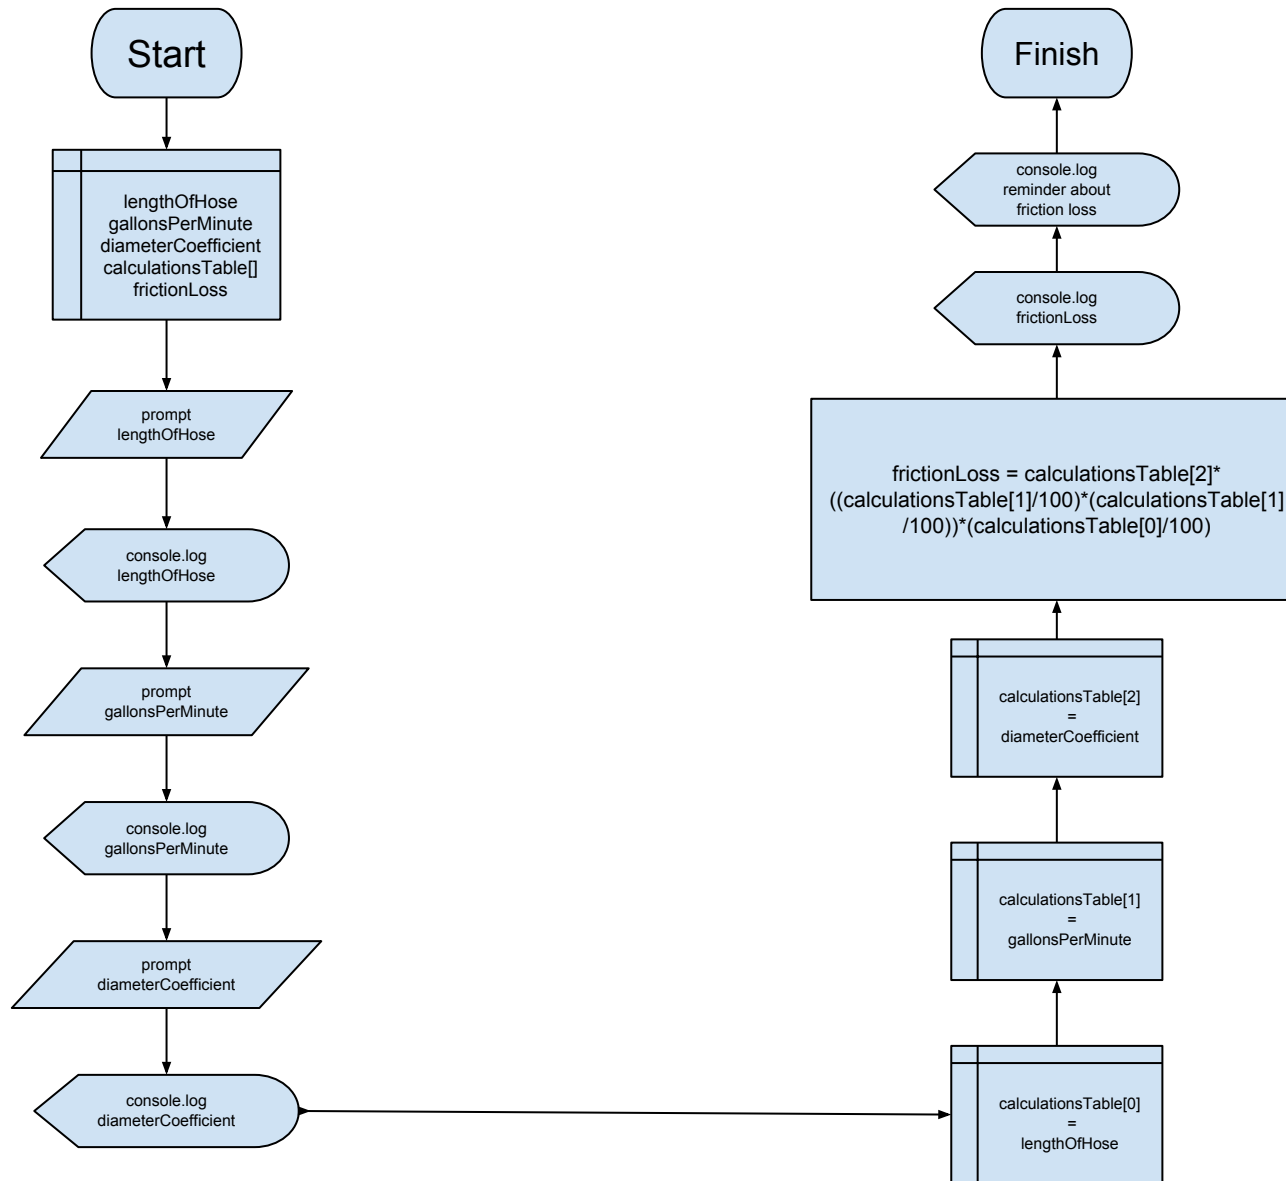 Start
lengthOfHose
gallonsPerMinute
diameterCoefficient
calculationsTable[]
frictionLoss
prompt
lengthOfHose
console.log
lengthOfHose
prompt
gallonsPerMinute
console.log
gallonsPerMinute
prompt
diameterCoefficient
console.log
diameterCoefficient
calculationsTable[0]
=
lengthOfHose
calculationsTable[1]
=
gallonsPerMinute
calculationsTable[2]
=
diameterCoefficient
frictionLoss = calculationsTable[2]*
((calculationsTable[1]/100)*(calculationsTable[1]
/100))*(calculationsTable[0]/100)
console.log
frictionLoss
console.log
reminder about
friction loss
Finish